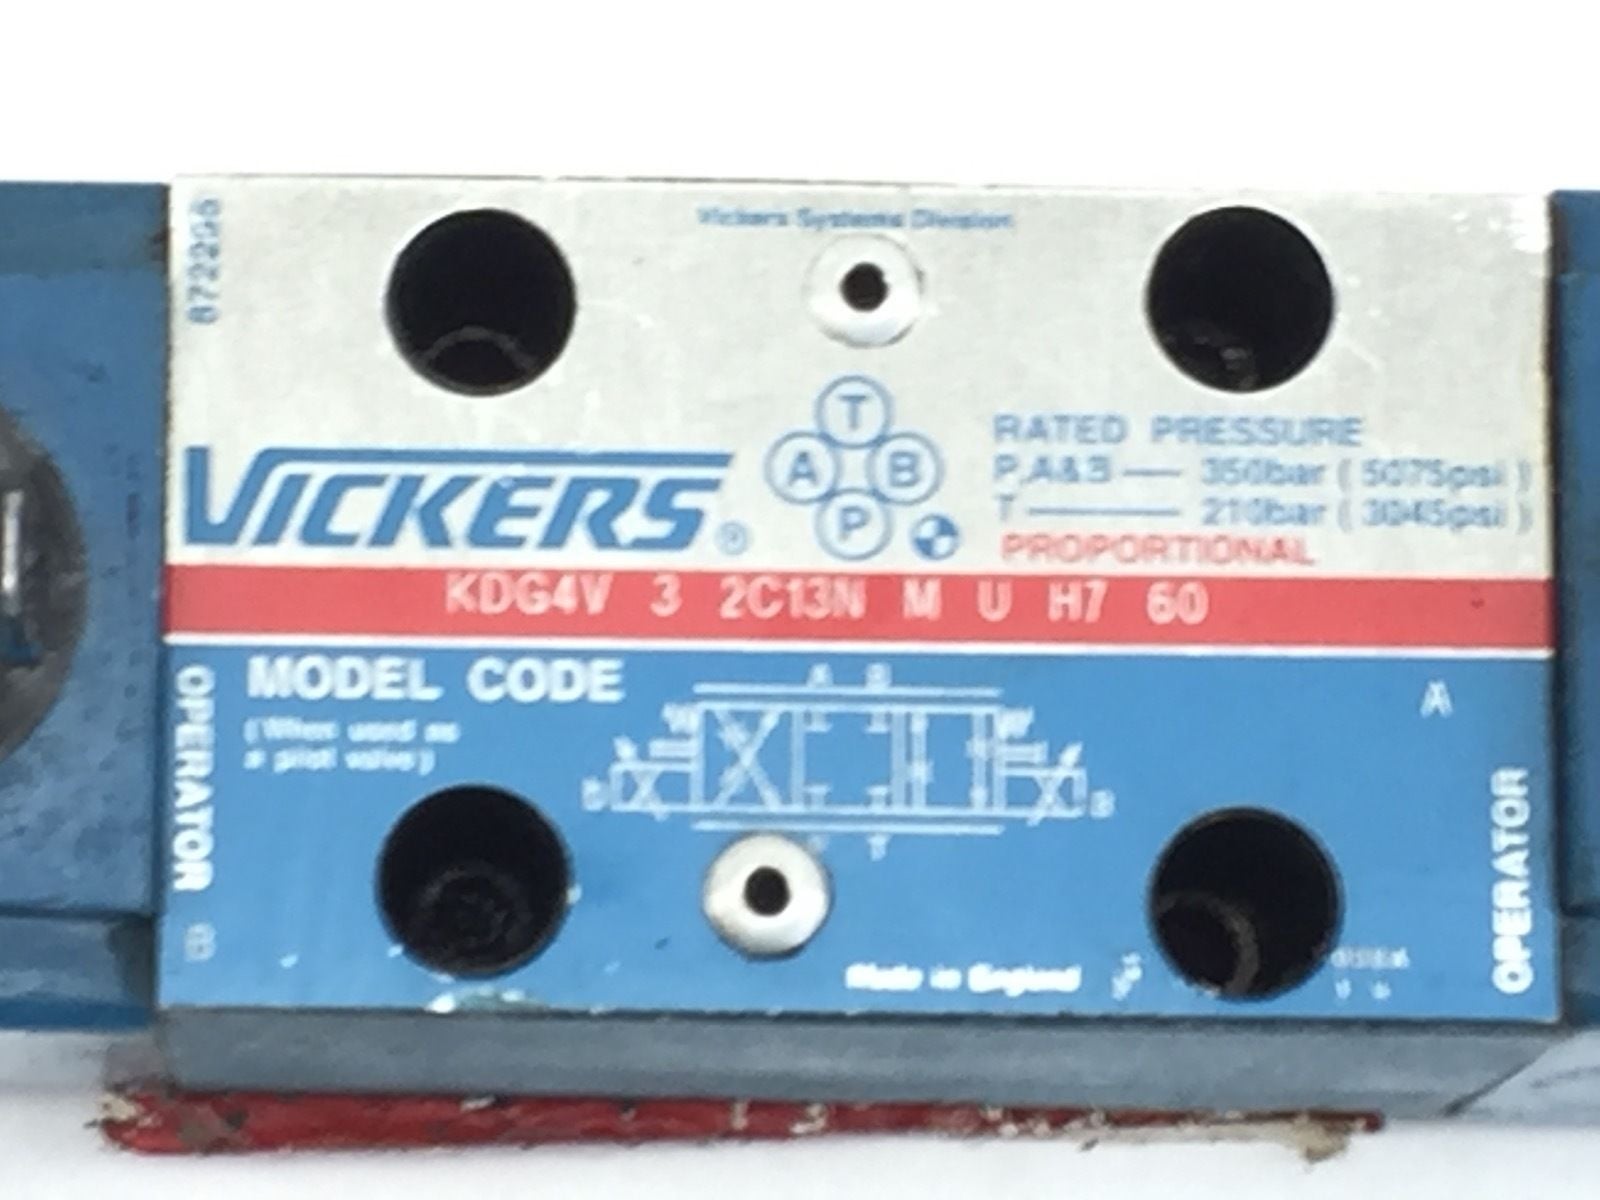 872295
Vickers Systems Division
T
A B
P
VICKERS ®
RATED PRESSURE
P,A&B — 350bar (5075psi)
T — 210bar (3045psi)
PROPORTIONAL
KDG4V 3 2C13N M U H7 60
MODEL CODE
(When used as
a pilot valve)
A B
B
A
OPERATOR
B
OPERATOR
Made in England